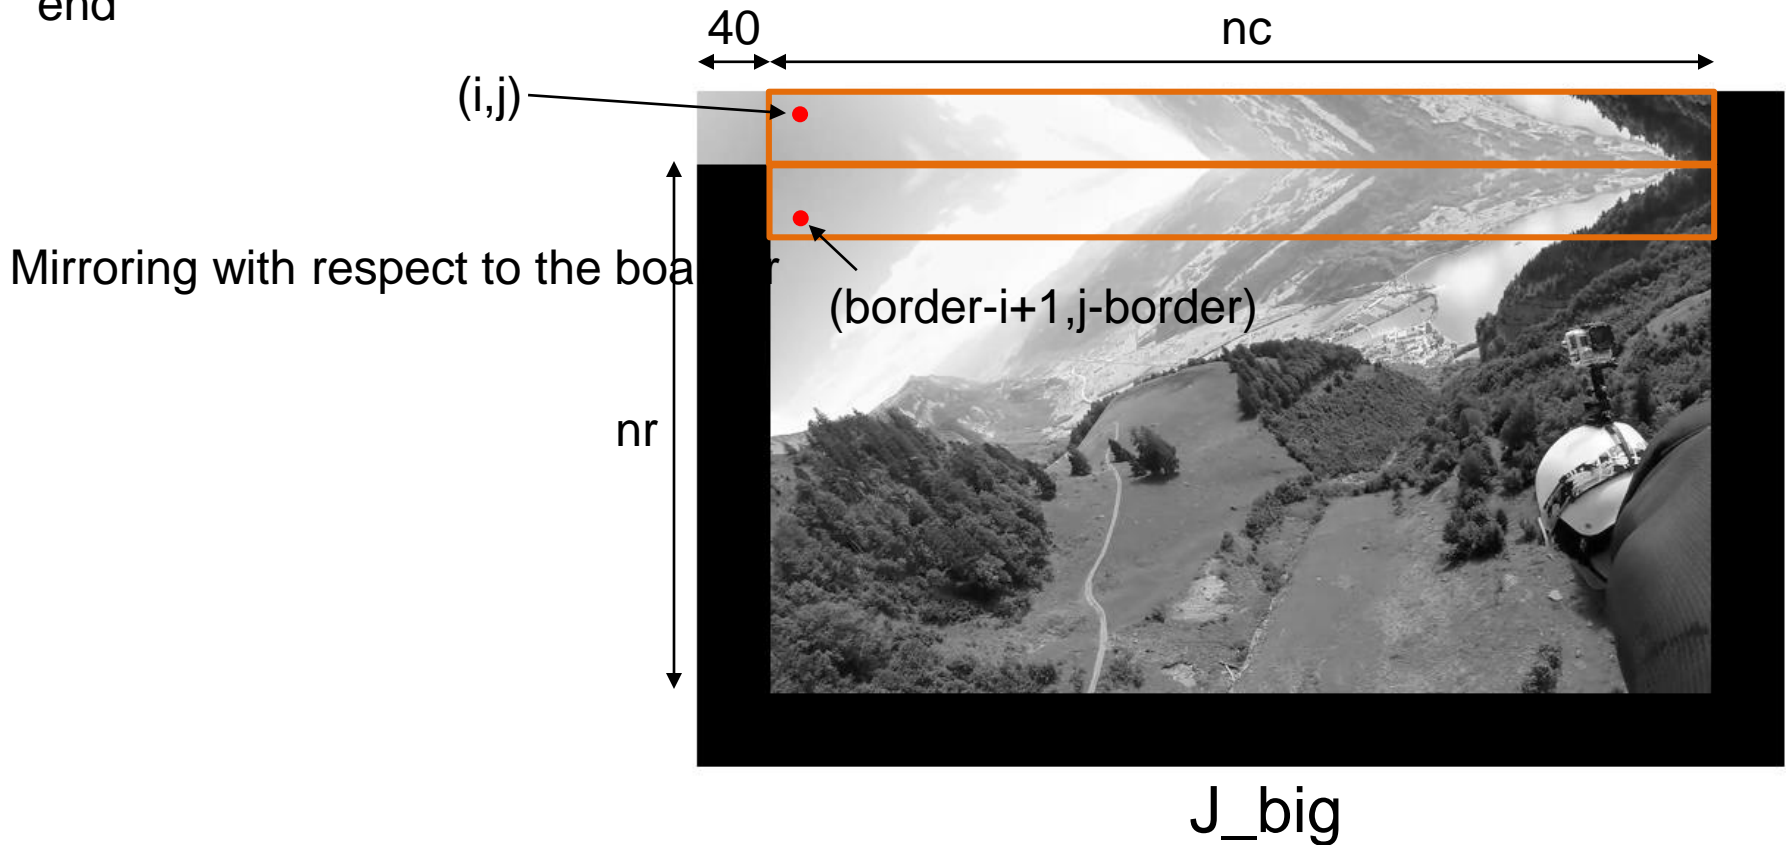 end
40
nc
(i,j)
Mirroring with respect to the boa r
(border-i+1,j-border)
nr
J_big